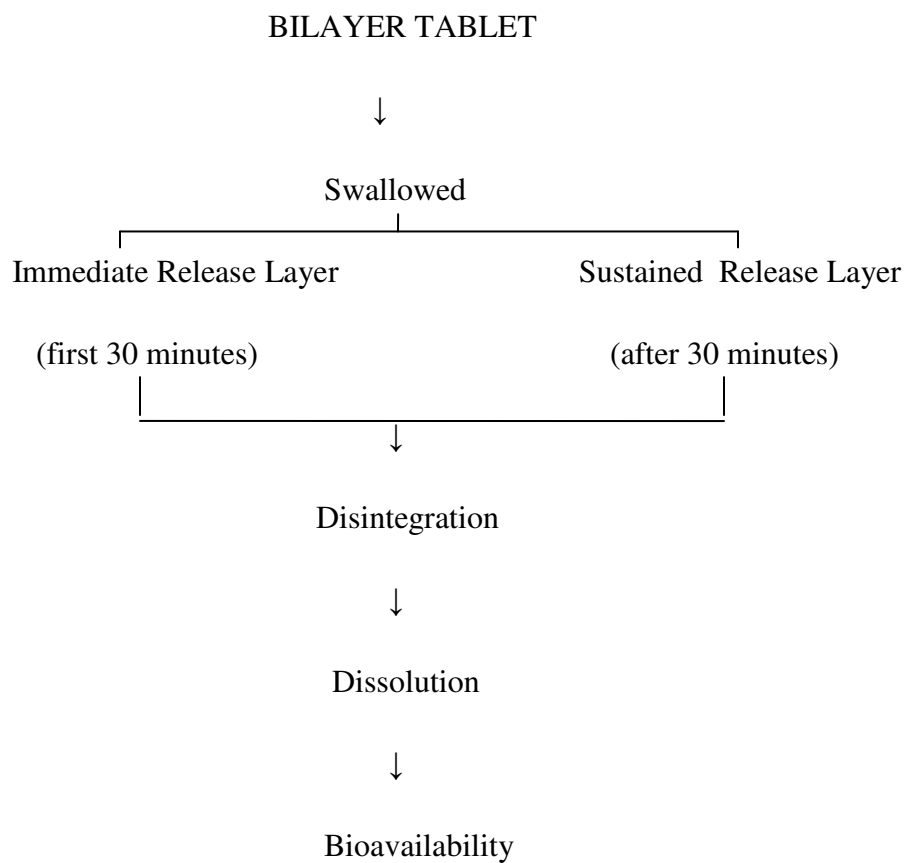 BILAYER TABLET
↓
Swallowed
Immediate Release Layer Sustained Release Layer
(first 30 minutes) (after 30 minutes)
↓
Disintegration
↓
Dissolution
↓
Bioavailability